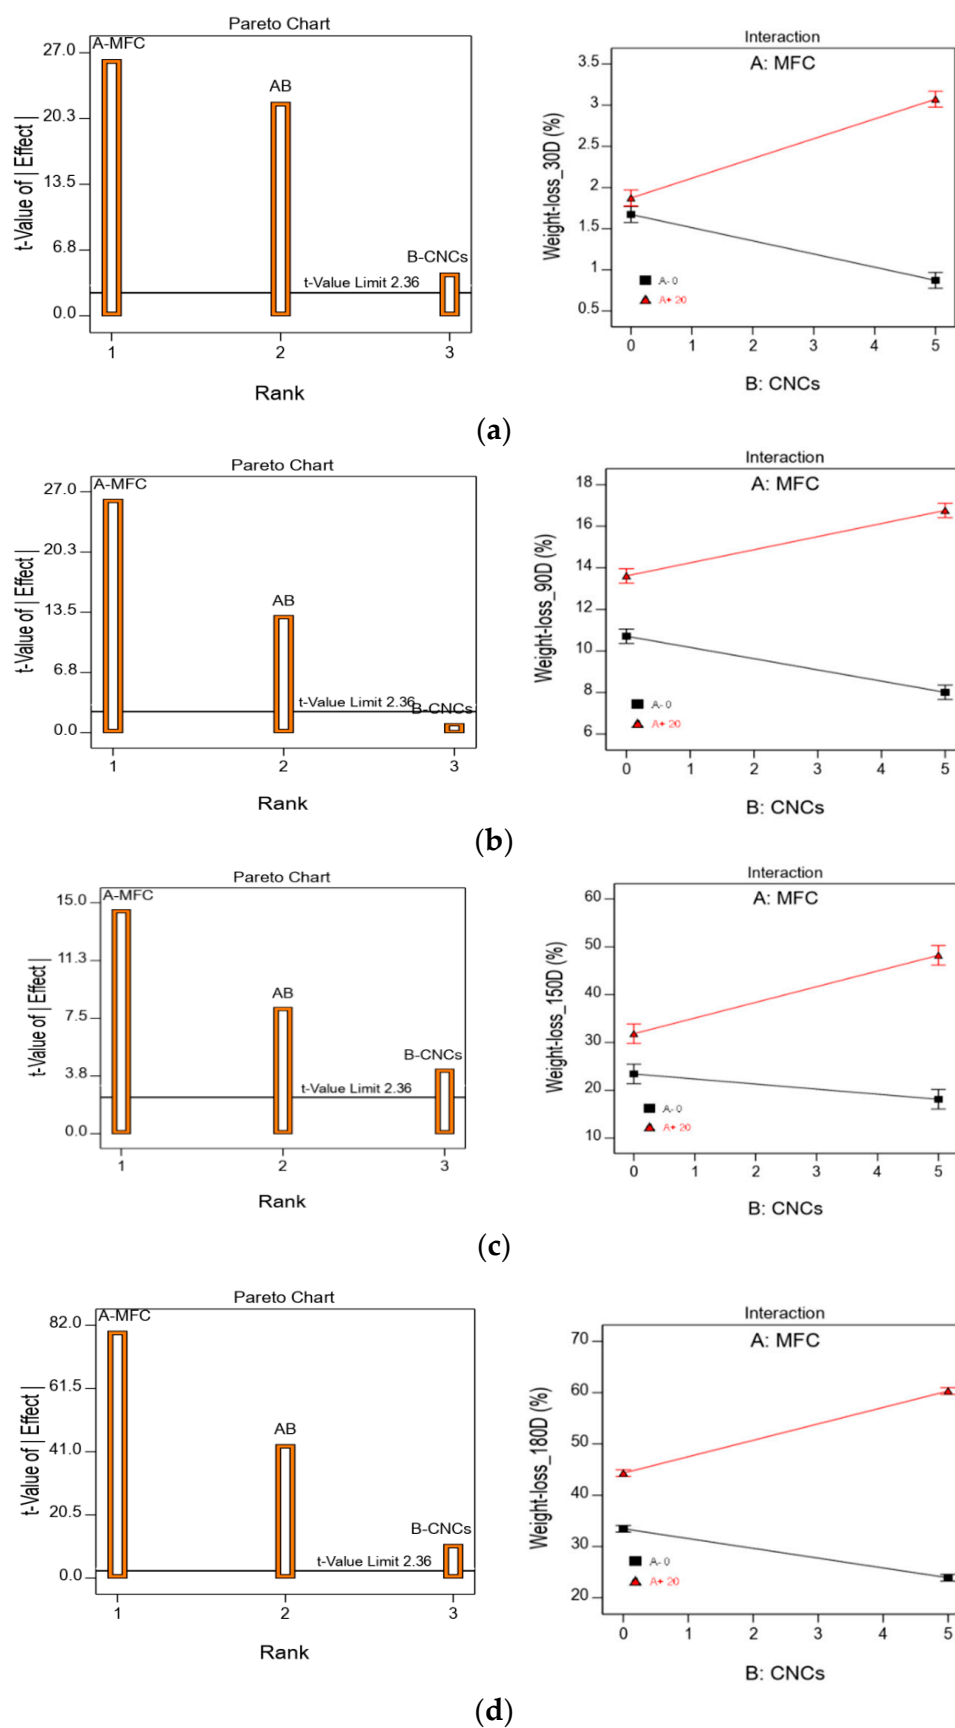 Pareto Chart
A-MFC
27.0
20.3
13.5
6.8
0.0
AB
B-CNCs
t-Value Limit 2.36
t-Value of | Effect |
1
2
3
Rank
Interaction
A: MFC
3.5
3
2.5
2
1.5
1
0.5
Weight-loss_30D (%)
A- 0
A+ 20
0
1
2
3
4
5
B: CNCs
(a)
Pareto Chart
A-MFC
27.0
20.3
13.5
6.8
0.0
AB
t-Value Limit 2.36
B-CNCs
t-Value of | Effect |
1
2
3
Rank
Interaction
A: MFC
18
16
14
12
10
8
6
Weight-loss_90D (%)
A- 0
A+ 20
0
1
2
3
4
5
B: CNCs
(b)
Pareto Chart
A-MFC
15.0
11.3
7.5
3.8
0.0
AB
B-CNCs
t-Value Limit 2.36
t-Value of | Effect |
1
2
3
Rank
Interaction
A: MFC
60
50
40
30
20
10
Weight-loss_150D (%)
A- 0
A+ 20
0
1
2
3
4
5
B: CNCs
(c)
Pareto Chart
A-MFC
82.0
61.5
41.0
20.5
0.0
AB
B-CNCs
t-Value Limit 2.36
t-Value of | Effect |
1
2
3
Rank
Interaction
A: MFC
70
60
50
40
30
20
Weight-loss_180D (%)
A- 0
A+ 20
0
1
2
3
4
5
B: CNCs
(d)